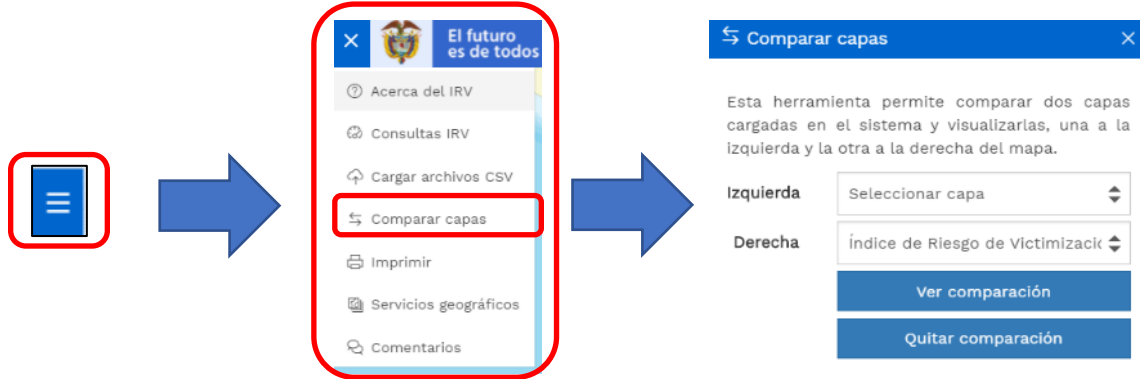 El futuro
es de todos
Acerca del IRV
Consultas IRV
Cargar archivos CSV
Comparar capas
Imprimir
Servicios geográficos
Comentarios
Comparar capas
Esta herramienta permite comparar dos capas
cargadas en el sistema y visualizarlas, una a la
izquierda y la otra a la derecha del mapa.
Izquierda Seleccionar capa
Derecha Índice de Riesgo de
Ver comparación
Quitar comparación